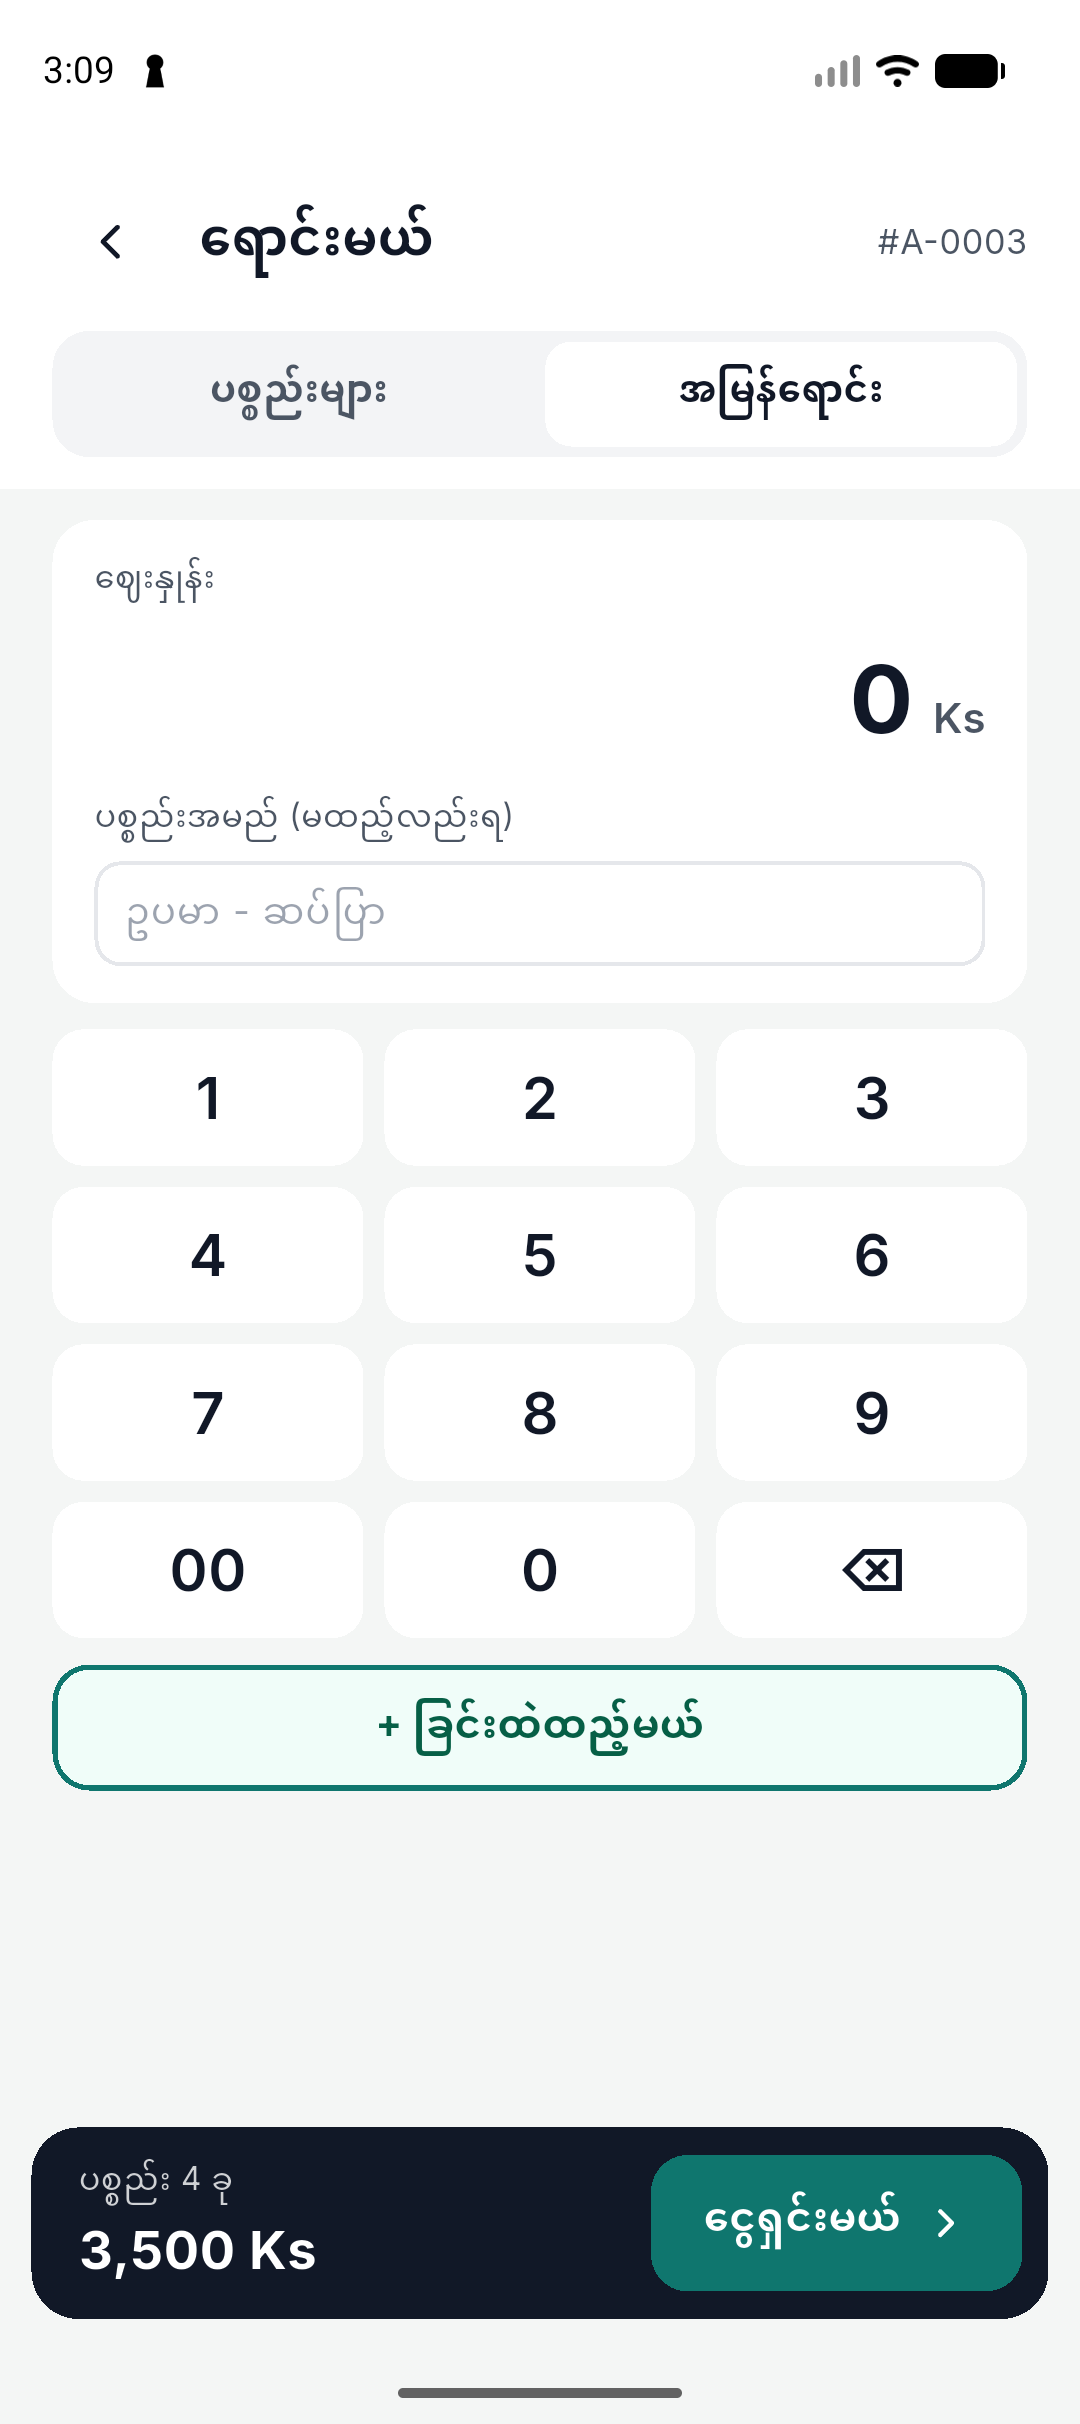 3:09
ရောင်းမယ်
#A-0003
ပစ္စည်းများ
အမြန်ရောင်း
ဈေးနှုန်း
0 Ks
ပစ္စည်းအမည် (မထည့်လည်းရ)
ဥပမာ - ဆပ်ပြာ
1 2 3
4 5 6
7 8 9
00 0
+ ခြင်းထဲထည့်မယ်
ပစ္စည်း 4 ခု
3,500 Ks
ငွေရှင်းမယ်